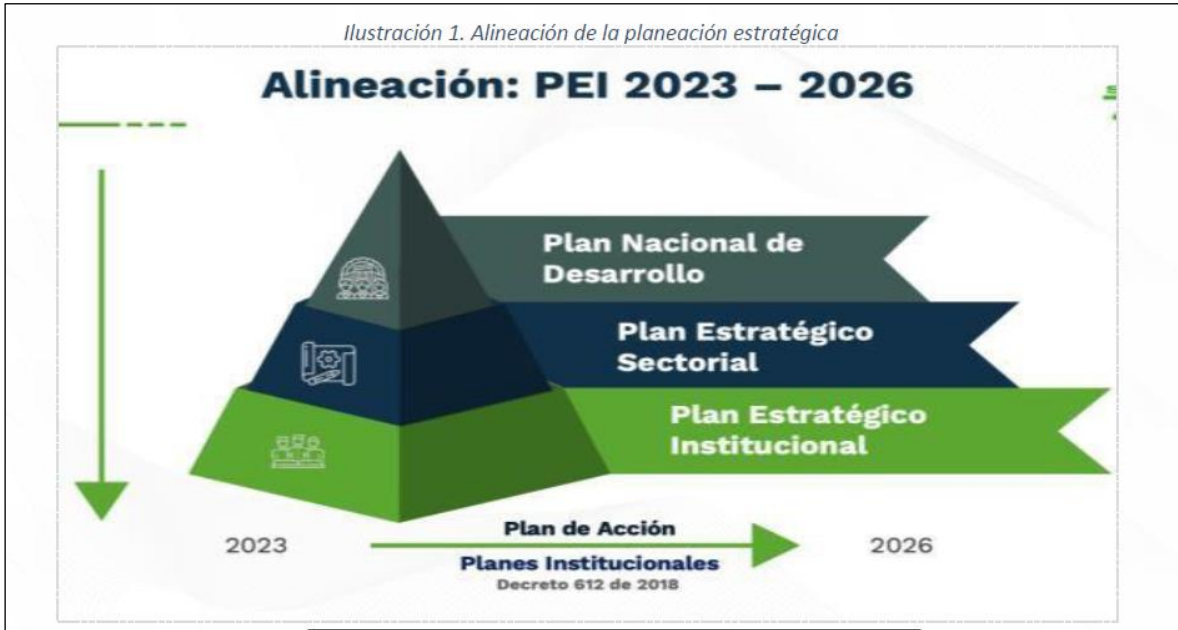 Ilustración 1. Alineación de la planeación estratégica
Alineación: PEI 2023 – 2026
Plan Nacional de
Desarrollo
Plan Estratégico
Sectorial
Plan Estratégico
Institucional
2023
Plan de Acción
2026
Planes Institucionales
Decreto 612 de 2018